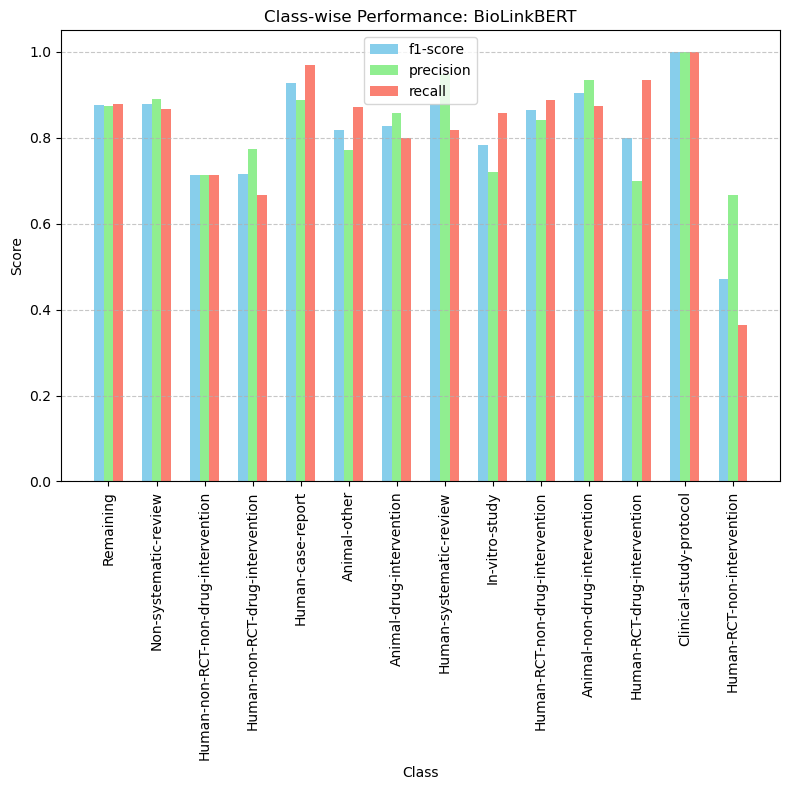 Class-wise Performance: BioLinkBERT
f1-score
precision
recall
Score
1.0
0.8
0.6
0.4
0.2
0.0
Remaining
Non-systematic-review
Human-non-RCT-non-drug-intervention
Human-non-RCT-drug-intervention
Human-case-report
Animal-other
Animal-drug-intervention
Human-systematic-review
In-vitro-study
Human-RCT-non-drug-intervention
Animal-non-drug-intervention
Human-RCT-drug-intervention
Clinical-study-protocol
Human-RCT-non-intervention
Class